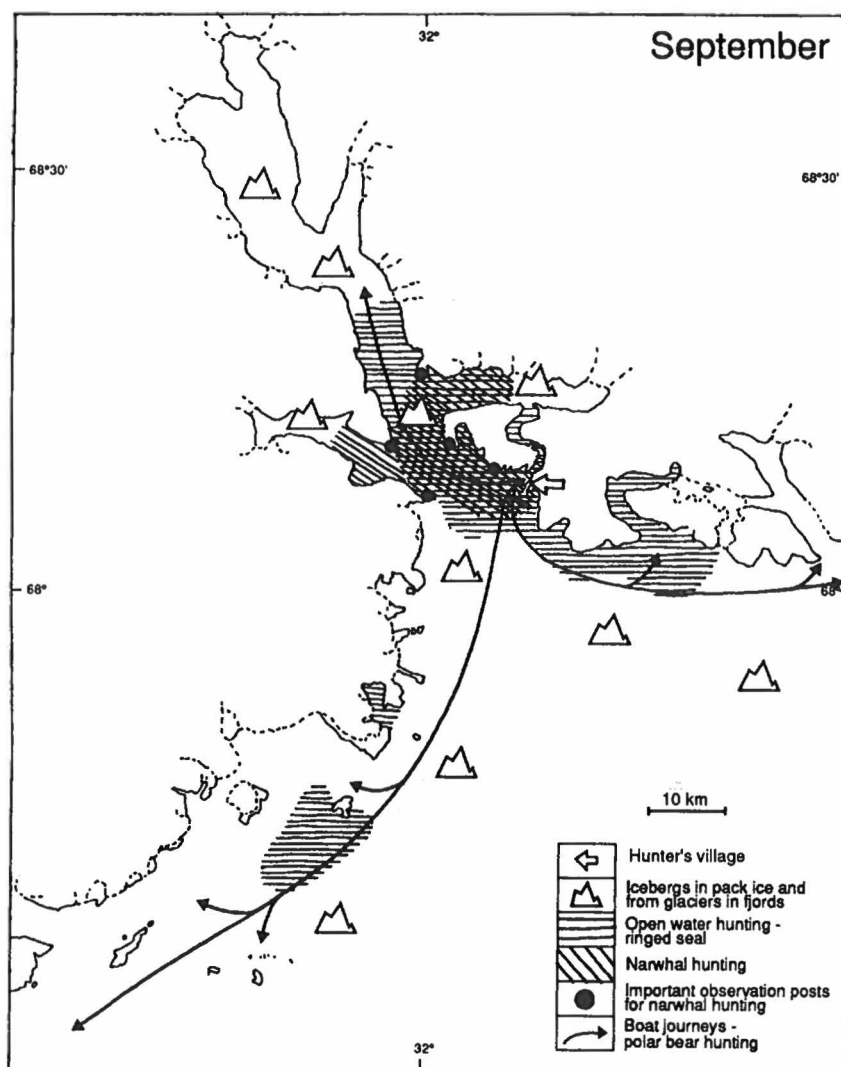 32°
September
68°30'
68°30'
68°
68°
10 km
Hunter's village
Icebergs in pack ice and
from glaciers in fjords
Open water hunting -
ringed seal
Narwhal hunting
Important observation posts
for narwhal hunting
Boat journeys -
polar bear hunting
32°